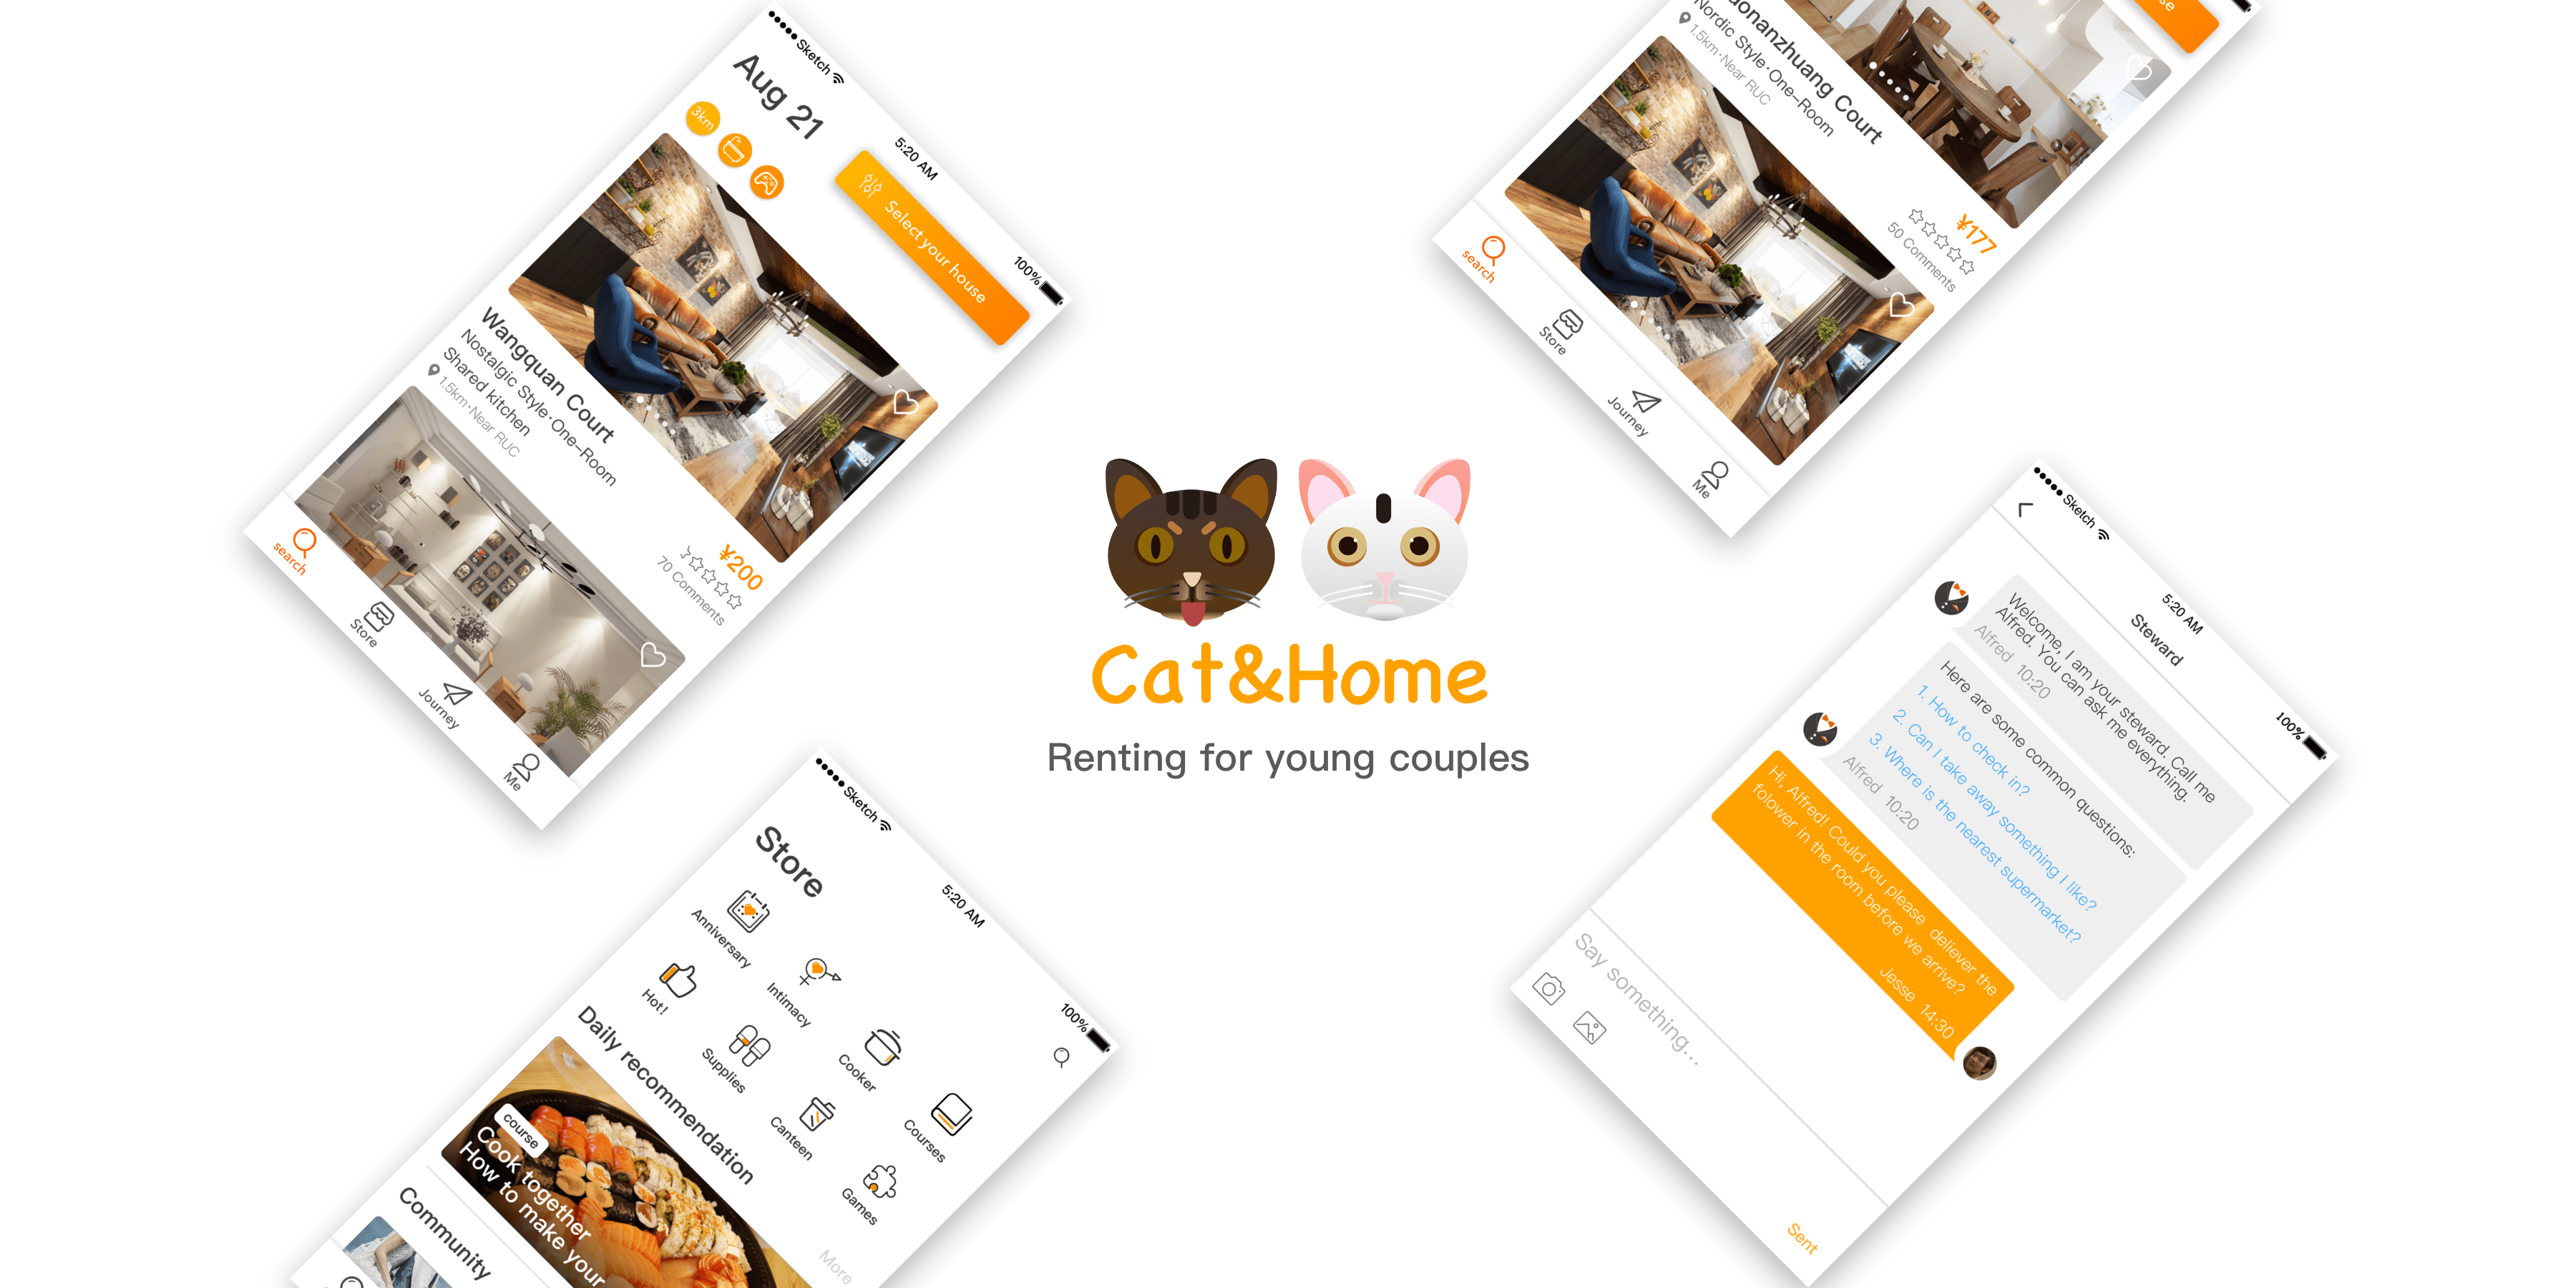 Sketch
5:20 AM
100%
Aug 21
3km
Select your house
Wangquan Court
Nostalgic Style·One-Room
Shared kitchen
1.5km·Near RUC
¥200
70 Comments
search
Store
Journey
Me
onanzhuang Court
Nordic Style·One-Room
1.5km·Near RUC
¥177
50 Comments
search
Store
Journey
Me
Cat&Home
Renting for young couples
Sketch
5:20 AM
100%
Store
Anniversary
Intimacy
Cooker
Courses
Hot!
Supplies
Canteen
Games
Daily recommendation
More
course
Cook together
How to make your
Community
Sketch
5:20 AM
100%
Steward
Welcome, I am your steward. Call me
Alfred. You can ask me everything.
Alfred 10:20
Here are some common questions:
1. How to check in?
2. Can I take away something I like?
3. Where is the nearest supermarket?
Alfred 10:20
Hi, Alfred! Could you please deliever the
folower in the room before we arrive?
Jesse 14:30
Say something...
Sent